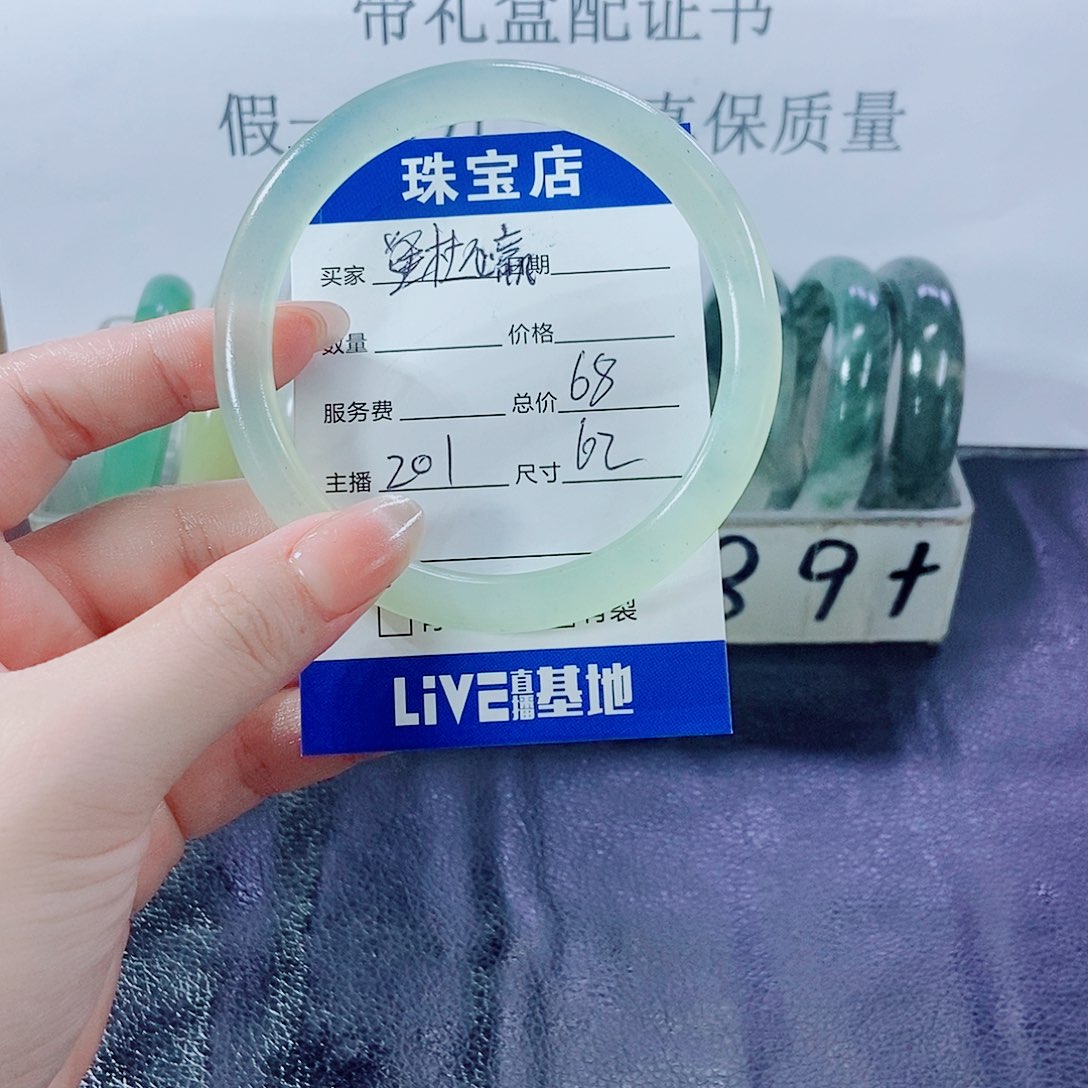 带礼盒配证书
假一 保质量
珠宝店
买家 日期
数量 价格
服务费 总价 68
主播 201 尺寸 62
LiVE直播基地
89+